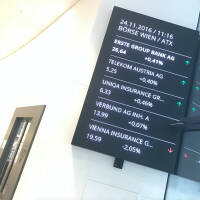 24.11.2016 / 11:16
BÖRSE WIEN / ATX
ERSTE GROUP BANK AG
26,64
+0,41%
TELEKOM AUSTRIA AG
5.25
+0,40%
UNIQA INSURANCE GR...
6.33
+0,46%
VERBUND AG INH. A
13.99
+0,07%
VIENNA INSURANCE G...
19.59
-2,05%